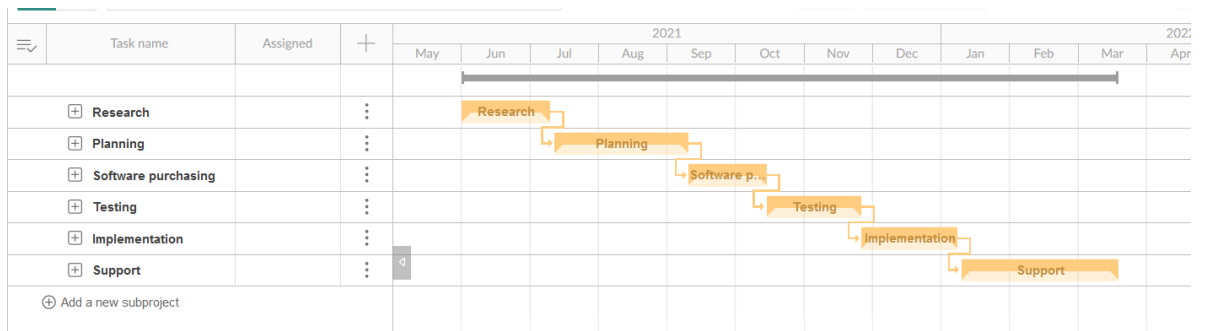 2021
2022
Task name Assigned May Jun Jul Aug Sep Oct Nov Dec Jan Feb Mar Apr
Research Research
Planning Planning
Software purchasing Software p...
Testing Testing
Implementation Implementation
Support Support
Add a new subproject